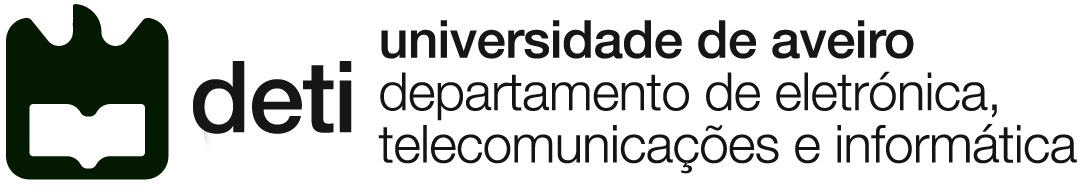 deti
universidade de aveiro
departamento de eletrónica,
telecomunicações e informática